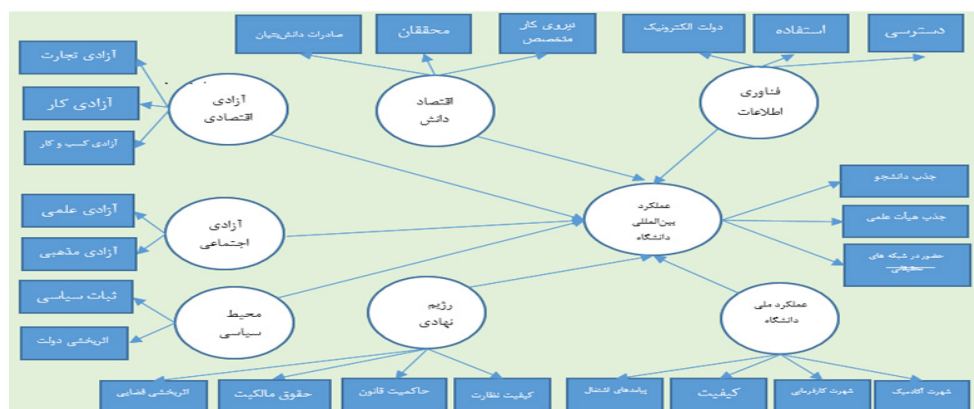 دسترسی
استفاده
دولت الکترونیک
نیروی کار
متخصص
محققان
صادرات دانش‌بنیان
آزادی تجارت
آزادی کار
آزادی کسب و کار
فناوری
اطلاعات
اقتصاد
دانش
آزادی
اقتصادی
جذب دانشجو
جذب هیأت علمی
حضور در شبکه های
تحقیقاتی
عملکرد
بین‌المللی
دانشگاه
آزادی
اجتماعی
آزادی علمی
آزادی مذهبی
ثبات سیاسی
اثربخشی دولت
محیط
سیاسی
رژیم
نهادی
عملکرد ملی
دانشگاه
شهرت آکادمیک
شهرت کارفرمایی
کیفیت
پیامدهای اشتغال
کیفیت نظارت
حاکمیت قانون
حقوق مالکیت
اثربخشی قضایی